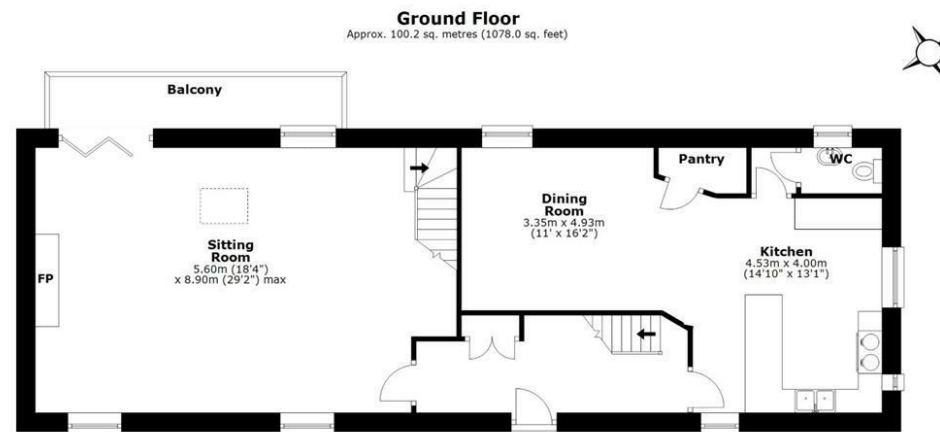 Ground Floor
Approx. 100.2 sq. metres (1078.0 sq. feet)
Balcony
Pantry
WC
Dining
Room
3.35m x 4.93m
(11' x 16'2")
Sitting
Room
5.60m (18'4")
x 8.90m (29'2") max
Kitchen
4.53m x 4.00m
(14'10" x 13'1")
FP